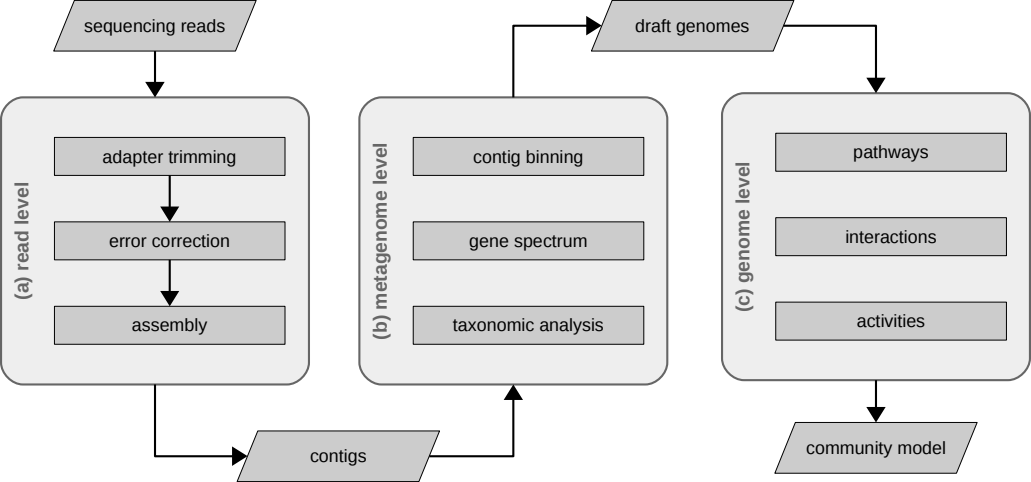 sequencing reads
(a) read level
adapter trimming
error correction
assembly
contigs
(b) metagenome level
contig binning
gene spectrum
taxonomic analysis
draft genomes
(c) genome level
pathways
interactions
activities
community model